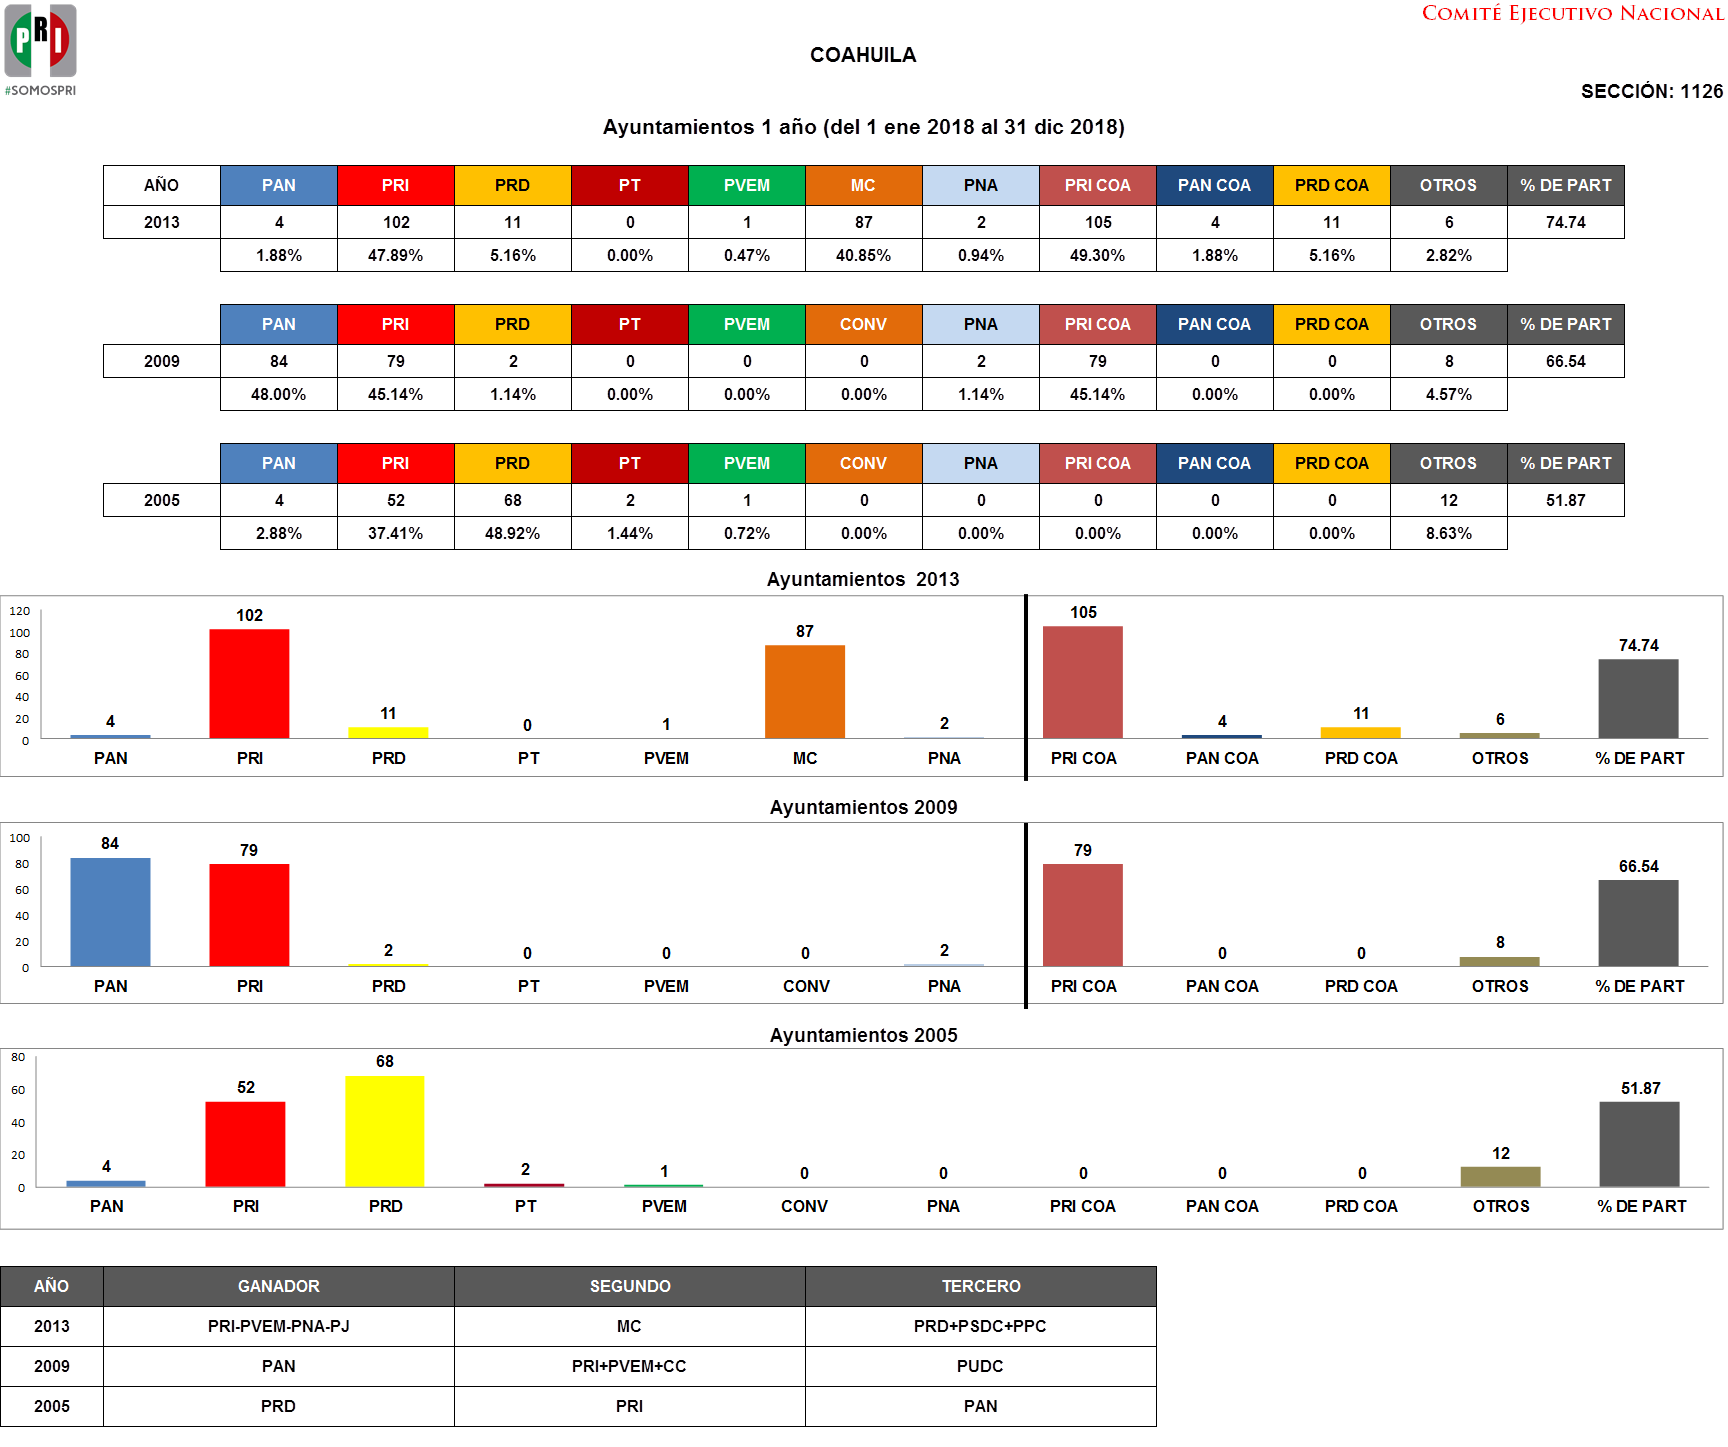 COMITÉ EJECUTIVO NACIONAL
PRI
#SOMOSPRI
COAHUILA
SECCIÓN: 1126
Ayuntamientos 1 año (del 1 ene 2018 al 31 dic 2018)
AÑO PAN PRI PRD PT PVEM MC PNA PRI COA PAN COA PRD COA OTROS % DE PART
2013 4 102 11 0 1 87 2 105 4 11 6 74.74
1.88% 47.89% 5.16% 0.00% 0.47% 40.85% 0.94% 49.30% 1.88% 5.16% 2.82%
PAN PRI PRD PT PVEM CONV PNA PRI COA PAN COA PRD COA OTROS % DE PART
2009 84 79 2 0 0 0 2 79 0 0 8 66.54
48.00% 45.14% 1.14% 0.00% 0.00% 0.00% 1.14% 45.14% 0.00% 0.00% 4.57%
PAN PRI PRD PT PVEM CONV PNA PRI COA PAN COA PRD COA OTROS % DE PART
2005 4 52 68 2 1 0 0 0 0 0 12 51.87
2.88% 37.41% 48.92% 1.44% 0.72% 0.00% 0.00% 0.00% 0.00% 0.00% 8.63%
Ayuntamientos 2013
120
100
80
60
40
20
0
4 102 11 0 1 87 2 105 4 11 6 74.74
PAN PRI PRD PT PVEM MC PNA PRI COA PAN COA PRD COA OTROS % DE PART
Ayuntamientos 2009
100
80
60
40
20
0
84 79 2 0 0 0 2 79 0 0 8 66.54
PAN PRI PRD PT PVEM CONV PNA PRI COA PAN COA PRD COA OTROS % DE PART
Ayuntamientos 2005
80
60
40
20
0
4 52 68 2 1 0 0 0 0 0 12 51.87
PAN PRI PRD PT PVEM CONV PNA PRI COA PAN COA PRD COA OTROS % DE PART
AÑO GANADOR SEGUNDO TERCERO
2013 PRI-PVEM-PNA-PJ MC PRD+PSDC+PPC
2009 PAN PRI+PVEM+CC PUDC
2005 PRD PRI PAN